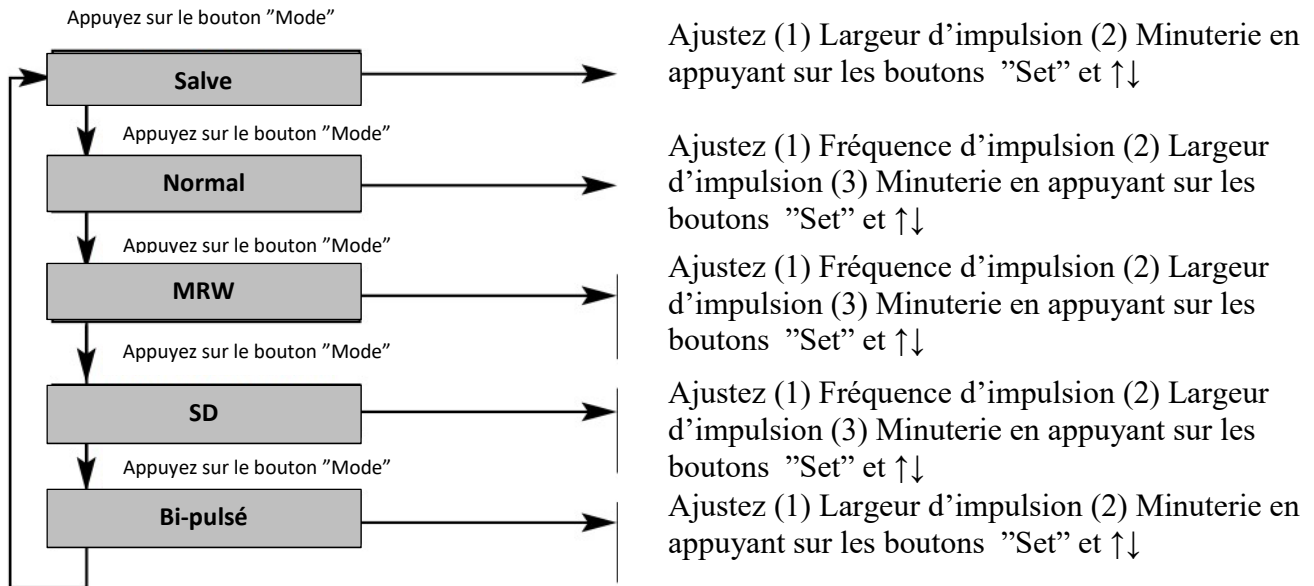 Appuyez sur le bouton ”Mode”
Salve
Ajustez (1) Largeur d’impulsion (2) Minuterie en
appuyant sur les boutons ”Set” et ↑↓
Appuyez sur le bouton ”Mode”
Normal
Ajustez (1) Fréquence d’impulsion (2) Largeur
d’impulsion (3) Minuterie en appuyant sur les
boutons ”Set” et ↑↓
Appuyez sur le bouton ”Mode”
MRW
Ajustez (1) Fréquence d’impulsion (2) Largeur
d’impulsion (3) Minuterie en appuyant sur les
boutons ”Set” et ↑↓
Appuyez sur le bouton ”Mode”
SD
Ajustez (1) Fréquence d’impulsion (2) Largeur
d’impulsion (3) Minuterie en appuyant sur les
boutons ”Set” et ↑↓
Appuyez sur le bouton ”Mode”
Bi-pulsé
Ajustez (1) Largeur d’impulsion (2) Minuterie en
appuyant sur les boutons ”Set” et ↑↓